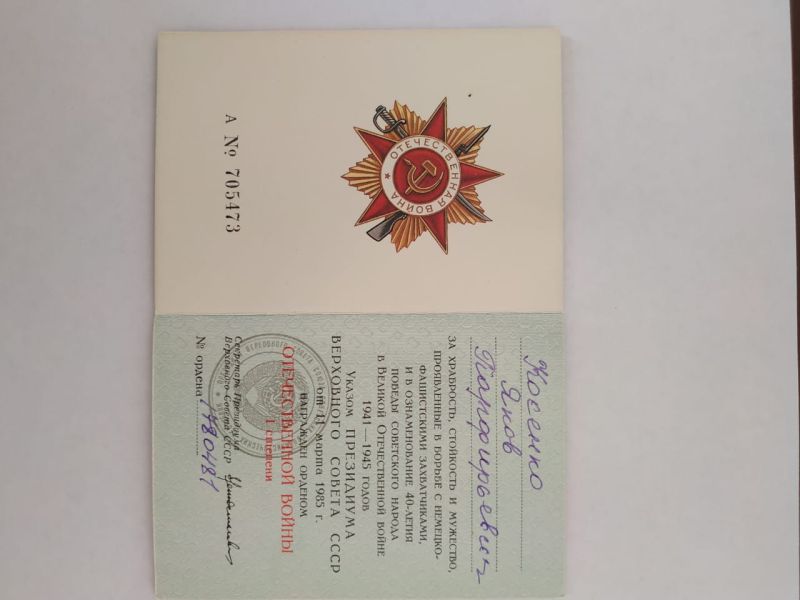 ОТЕЧЕСТВЕННАЯ ВОЙНА
А № 705473
Косенко
Яков
Парфирьевич
ЗА ХРАБРОСТЬ, СТОЙКОСТЬ И МУЖЕСТВО,
ПРОЯВЛЕННЫЕ В БОРЬБЕ С НЕМЕЦКО-
ФАШИСТСКИМИ ЗАХВАТЧИКАМИ,
И В ОЗНАМЕНОВАНИЕ 40-ЛЕТИЯ
ПОБЕДЫ СОВЕТСКОГО НАРОДА
В ВЕЛИКОЙ ОТЕЧЕСТВЕННОЙ ВОЙНЕ
1941—1945 ГОДОВ
УКАЗОМ ПРЕЗИДИУМА
ВЕРХОВНОГО СОВЕТА СССР
от 11 марта 1985 г.
НАГРАЖДЕН ОРДЕНОМ
ОТЕЧЕСТВЕННОЙ ВОЙНЫ
I степени
Секретарь Президиума
Верховного Совета СССР
№ ордена 1780481